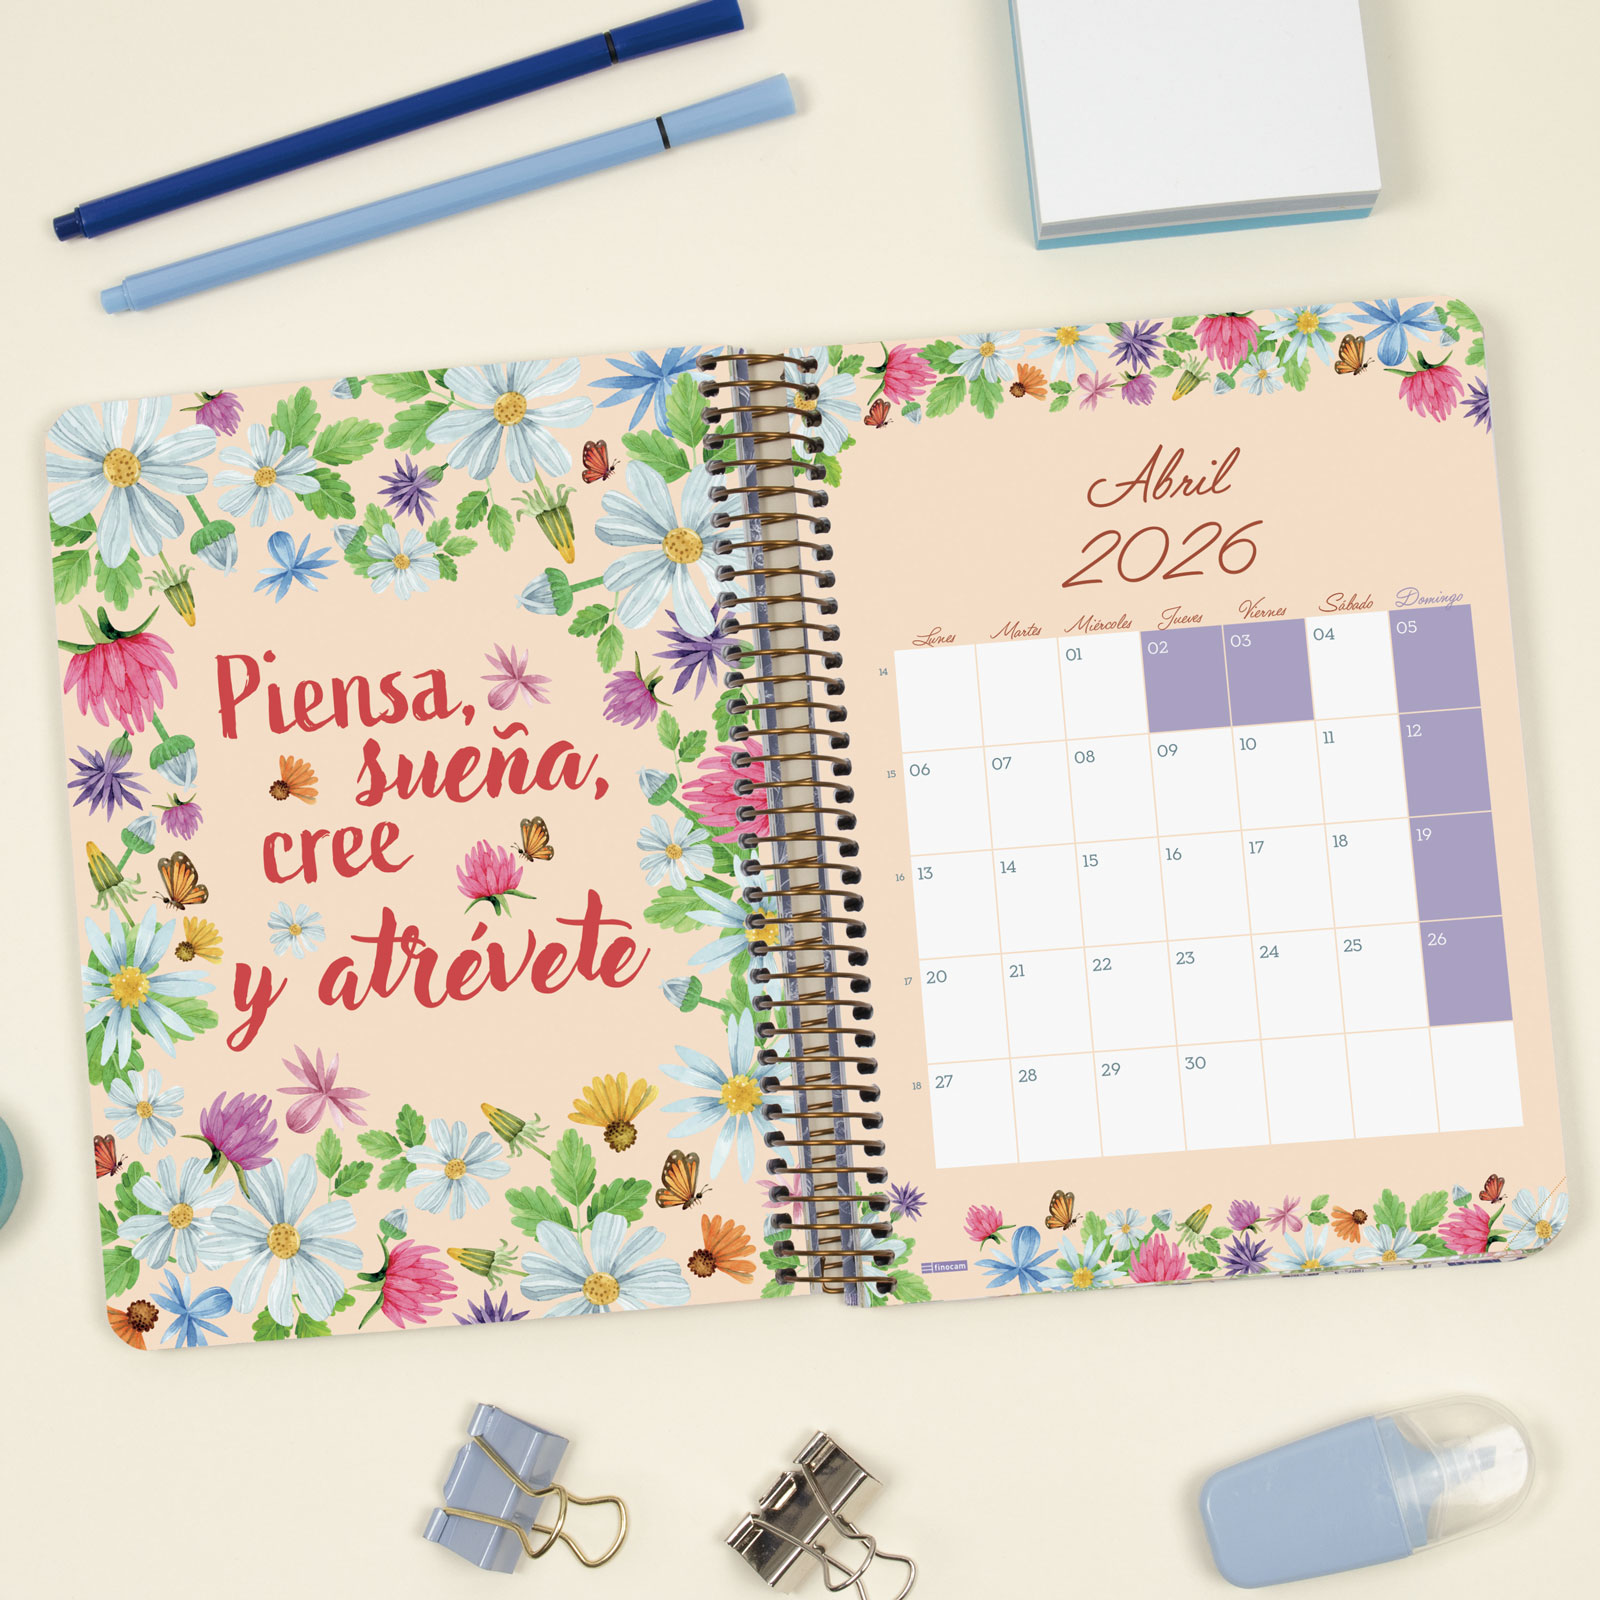 Piensa,
sueña,
cree
y atrévete
Abril
2026
Lunes Martes Miércoles Jueves Viernes Sábado Domingo
14 01 02 03 04 05
15 06 07 08 09 10 11 12
16 13 14 15 16 17 18 19
17 20 21 22 23 24 25 26
18 27 28 29 30
finocam